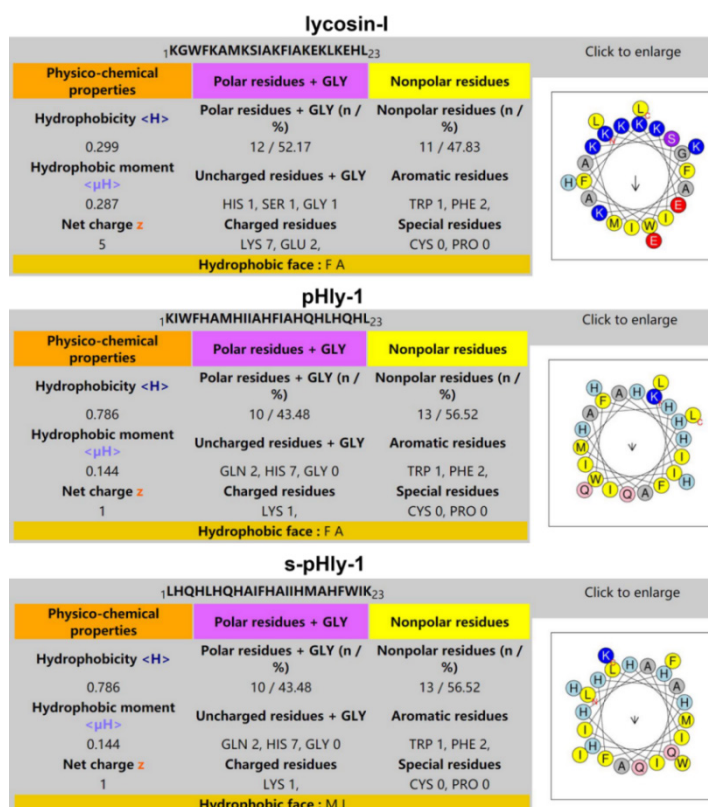 lycosin-I
1KGWFKAMKSIAKFIAKEKLKEHL23 Click to enlarge
Physico-chemical properties Polar residues + GLY Nonpolar residues
Hydrophobicity <H> Polar residues + GLY (n / %) Nonpolar residues (n / %)
0.299 12 / 52.17 11 / 47.83
Hydrophobic moment <μH> Uncharged residues + GLY Aromatic residues
0.287 HIS 1, SER 1, GLY 1 TRP 1, PHE 2,
Net charge z Charged residues Special residues
5 LYS 7, GLU 2, CYS 0, PRO 0
Hydrophobic face : F A
pHly-1
1KIWFHAMHIIAHFIAHQHLHQHL23 Click to enlarge
Physico-chemical properties Polar residues + GLY Nonpolar residues
Hydrophobicity <H> Polar residues + GLY (n / %) Nonpolar residues (n / %)
0.786 10 / 43.48 13 / 56.52
Hydrophobic moment <μH> Uncharged residues + GLY Aromatic residues
0.144 GLN 2, HIS 7, GLY 0 TRP 1, PHE 2,
Net charge z Charged residues Special residues
1 LYS 1, CYS 0, PRO 0
Hydrophobic face : F A
s-pHly-1
1LHQHLHQHAIFHAIIHMAHFWIK23 Click to enlarge
Physico-chemical properties Polar residues + GLY Nonpolar residues
Hydrophobicity <H> Polar residues + GLY (n / %) Nonpolar residues (n / %)
0.786 10 / 43.48 13 / 56.52
Hydrophobic moment <μH> Uncharged residues + GLY Aromatic residues
0.144 GLN 2, HIS 7, GLY 0 TRP 1, PHE 2,
Net charge z Charged residues Special residues
1 LYS 1, CYS 0, PRO 0